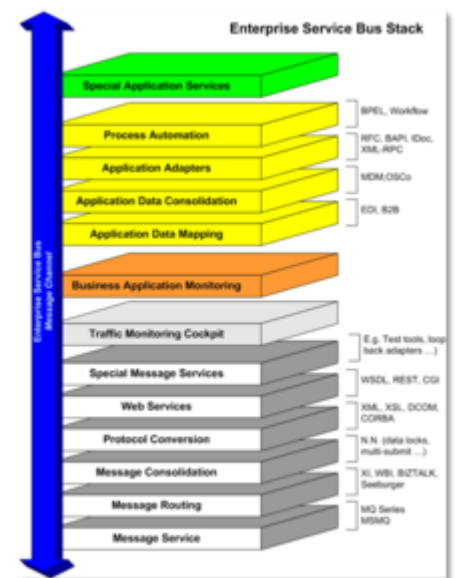 Enterprise Service Bus Stack
Special Application Services
BPEL, Workflow
Process Automation
RFC, BAPI, IDoc,
XML-RPC
Application Adapters
MDM,OSCo
Application Data Consolidation
EDI, B2B
Application Data Mapping
Business Application Monitoring
Enterprise Service Bus
Message Channel
Traffic Monitoring Cockpit
E.g. Test tools, loop
back adapters ...)
Special Message Services
WSDL, REST, CGI
Web Services
XML, XSL, DCOM,
CORBA
Protocol Conversion
N.N. (data locks,
multi-submit ...)
Message Consolidation
XI, WBI, BIZTALK,
Seeburger
Message Routing
MQ Series
MSMQ
Message Service